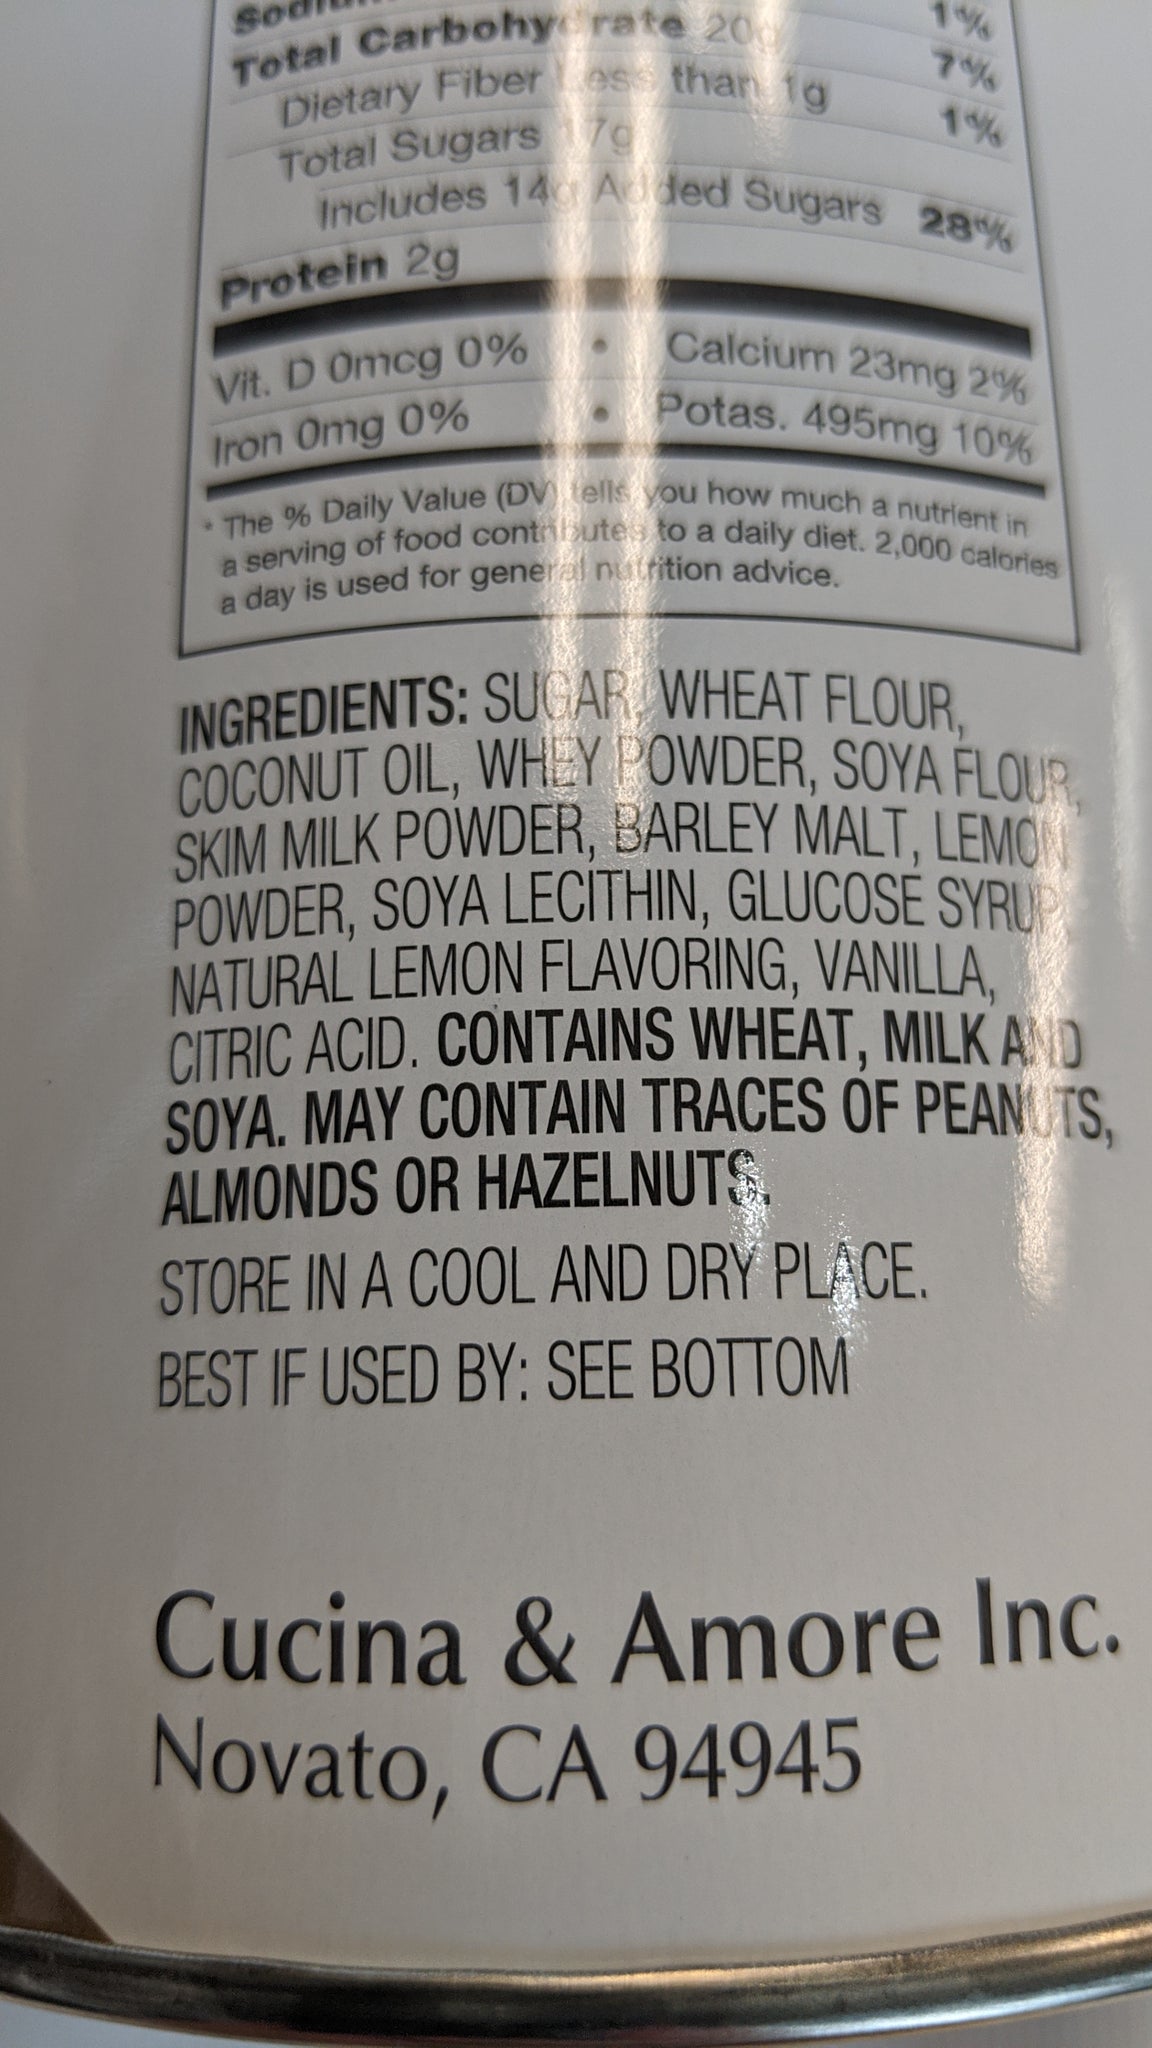 Sodium
1%
Total Carbohydrate 20g 7%
Dietary Fiber Less than 1g 1%
Total Sugars 17g
Includes 14g Added Sugars 28%
Protein 2g
Vit. D 0mcg 0% • Calcium 23mg 2%
Iron 0mg 0% • Potas. 495mg 10%
* The % Daily Value (DV) tells you how much a nutrient in
a serving of food contributes to a daily diet. 2,000 calories
a day is used for general nutrition advice.
INGREDIENTS: SUGAR, WHEAT FLOUR,
COCONUT OIL, WHEY POWDER, SOYA FLOUR,
SKIM MILK POWDER, BARLEY MALT, LEMON
POWDER, SOYA LECITHIN, GLUCOSE SYRUP
NATURAL LEMON FLAVORING, VANILLA,
CITRIC ACID. CONTAINS WHEAT, MILK AND
SOYA. MAY CONTAIN TRACES OF PEANUTS,
ALMONDS OR HAZELNUTS.
STORE IN A COOL AND DRY PLACE.
BEST IF USED BY: SEE BOTTOM
Cucina & Amore Inc.
Novato, CA 94945